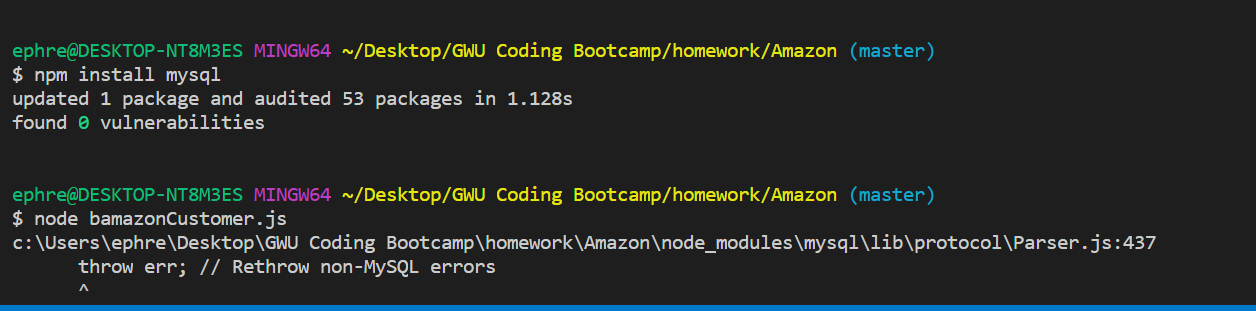 ephre@DESKTOP-NT8M3ES MINGW64 ~/Desktop/GWU Coding Bootcamp/homework/Amazon (master)
$ npm install mysql
updated 1 package and audited 53 packages in 1.128s
found 0 vulnerabilities
ephre@DESKTOP-NT8M3ES MINGW64 ~/Desktop/GWU Coding Bootcamp/homework/Amazon (master)
$ node bamazonCustomer.js
c:\Users\ephre\Desktop\GWU Coding Bootcamp\homework\Amazon\node_modules\mysql\lib\protocol\Parser.js:437
      throw err; // Rethrow non-MySQL errors
      ^